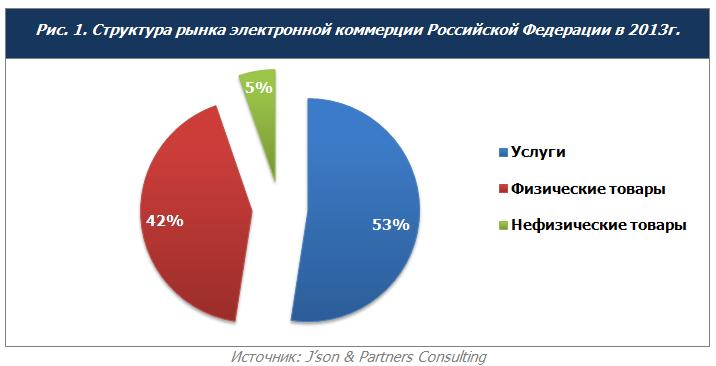 Рис. 1. Структура рынка электронной коммерции Российской Федерации в 2013г.
5%
42%
53%
Услуги
Физические товары
Нефизические товары
Источник: J’son & Partners Consulting